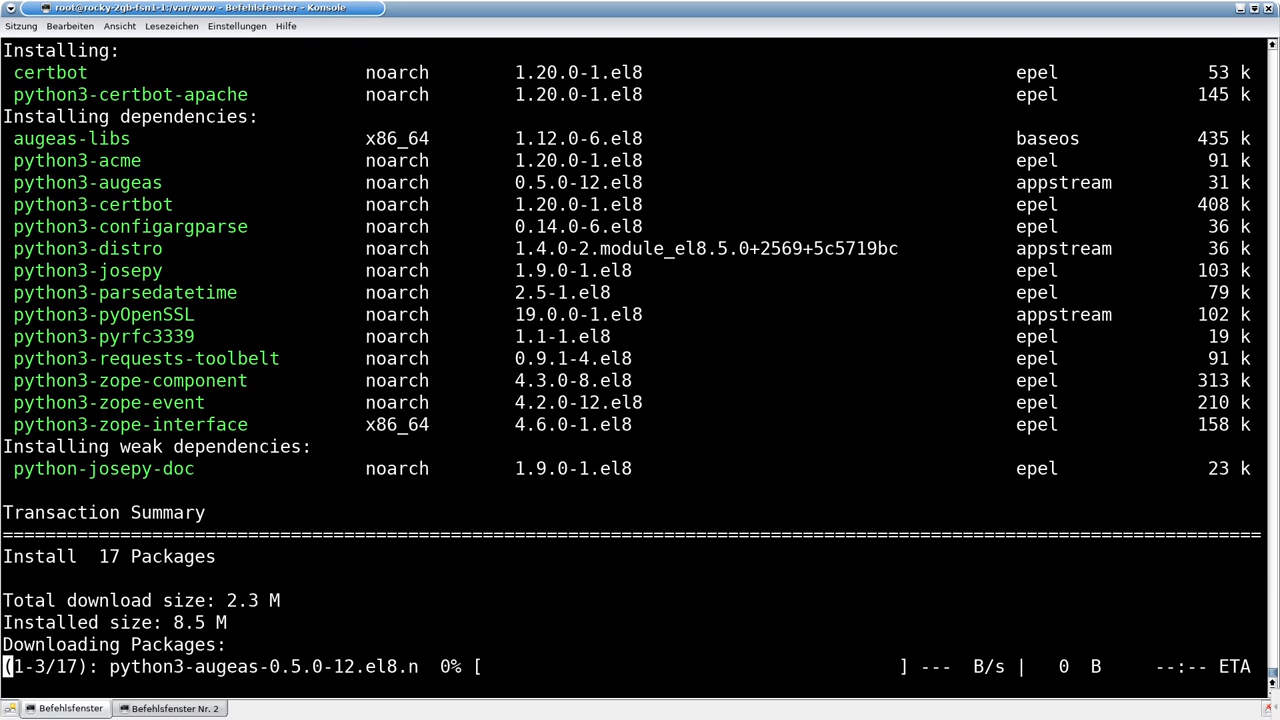 root@rocky-2gb-fsn1-1:/var/www - Befehlsfenster - Konsole
Sitzung Bearbeiten Ansicht Lesezeichen Einstellungen Hilfe
Installing:
certbot noarch 1.20.0-1.el8 epel 53 k
python3-certbot-apache noarch 1.20.0-1.el8 epel 145 k
Installing dependencies:
augeas-libs x86_64 1.12.0-6.el8 baseos 435 k
python3-acme noarch 1.20.0-1.el8 epel 91 k
python3-augeas noarch 0.5.0-12.el8 appstream 31 k
python3-certbot noarch 1.20.0-1.el8 epel 408 k
python3-configargparse noarch 0.14.0-6.el8 epel 36 k
python3-distro noarch 1.4.0-2.module_el8.5.0+2569+5c5719bc appstream 36 k
python3-josepy noarch 1.9.0-1.el8 epel 103 k
python3-parsedatetime noarch 2.5-1.el8 epel 79 k
python3-pyOpenSSL noarch 19.0.0-1.el8 appstream 102 k
python3-pyrfc3339 noarch 1.1-1.el8 epel 19 k
python3-requests-toolbelt noarch 0.9.1-4.el8 epel 91 k
python3-zope-component noarch 4.3.0-8.el8 epel 313 k
python3-zope-event noarch 4.2.0-12.el8 epel 210 k
python3-zope-interface x86_64 4.6.0-1.el8 epel 158 k
Installing weak dependencies:
python-josepy-doc noarch 1.9.0-1.el8 epel 23 k
Transaction Summary
======================================================================================================================
Install  17 Packages
Total download size: 2.3 M
Installed size: 8.5 M
Downloading Packages:
(1-3/17): python3-augeas-0.5.0-12.el8.n  0% [ ] ---  B/s |   0  B     --:-- ETA
Befehlsfenster Befehlsfenster Nr. 2